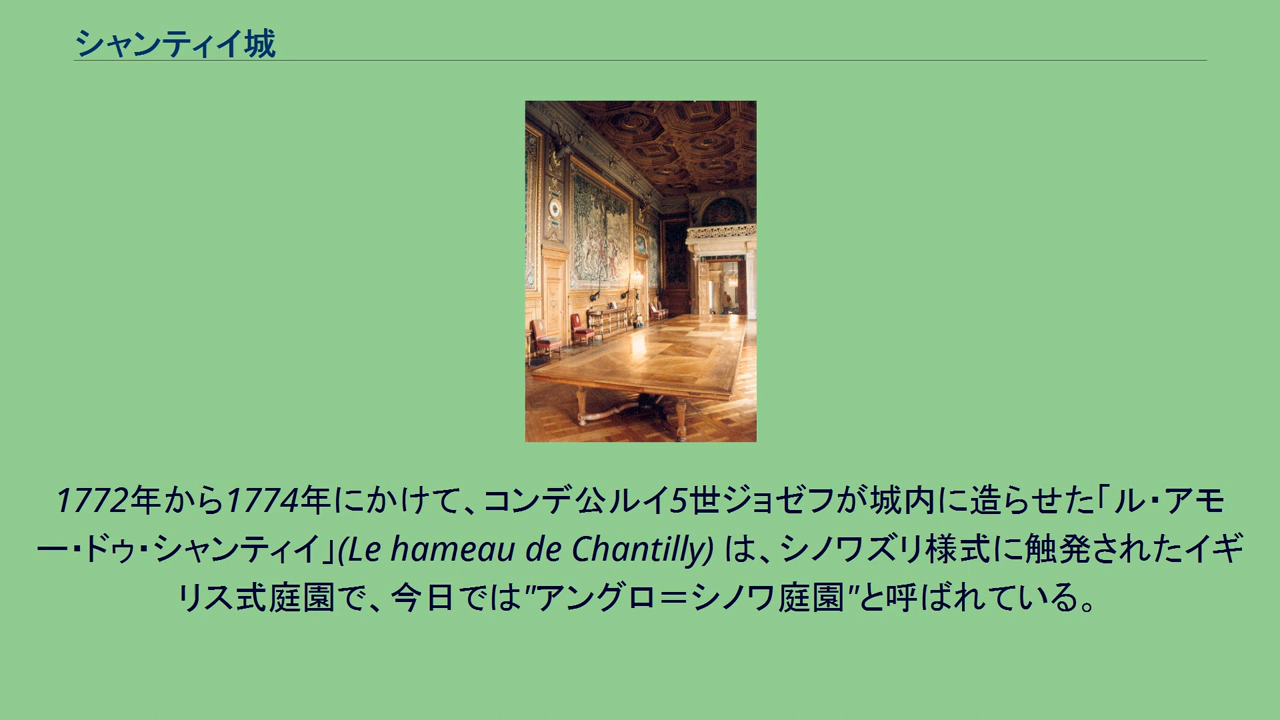 シャンティイ城
1772年から1774年にかけて、コンデ公ルイ5世ジョゼフが城内に造らせた「ル・アモ
ー・ドゥ・シャンティイ」(Le hameau de Chantilly) は、シノワズリ様式に触発されたイギ
リス式庭園で、今日では"アングロ＝シノワ庭園"と呼ばれている。